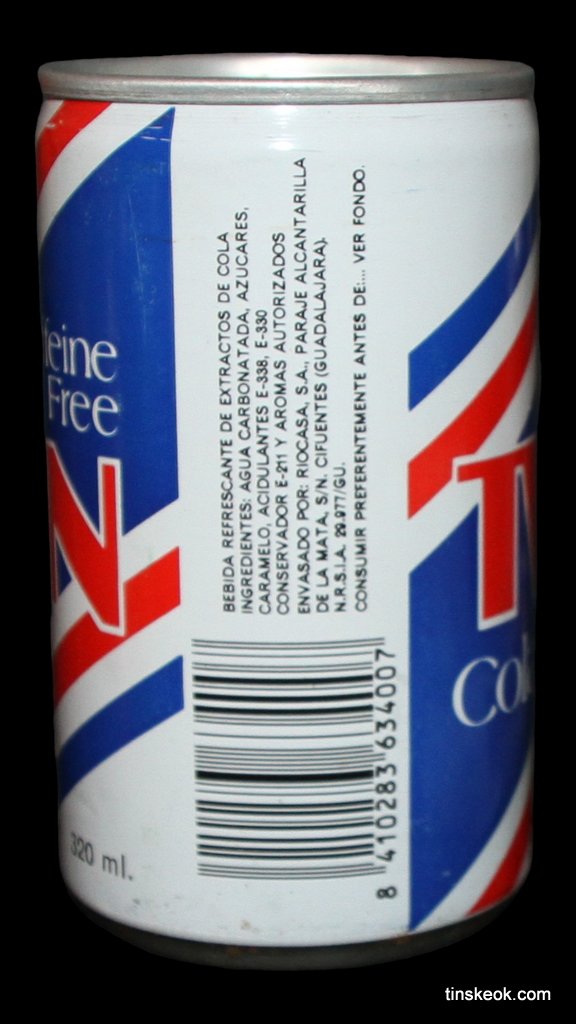 feine
Free
N
320 ml.
BEBIDA REFRESCANTE DE EXTRACTOS DE COLA
INGREDIENTES: AGUA CARBONATADA, AZUCARES,
CARAMELO, ACIDULANTES E-338, E-330
CONSERVADOR E-211 Y AROMAS AUTORIZADOS
ENVASADO POR: RIOCASA, S.A., PARAJE ALCANTARILLA
DE LA MATA, S/N. CIFUENTES (GUADALAJARA).
N.R.S.I.A. 29.977/GU.
CONSUMIR PREFERENTEMENTE ANTES DE:... VER FONDO.
8 410283 634007
T
Col
tinskeok.com